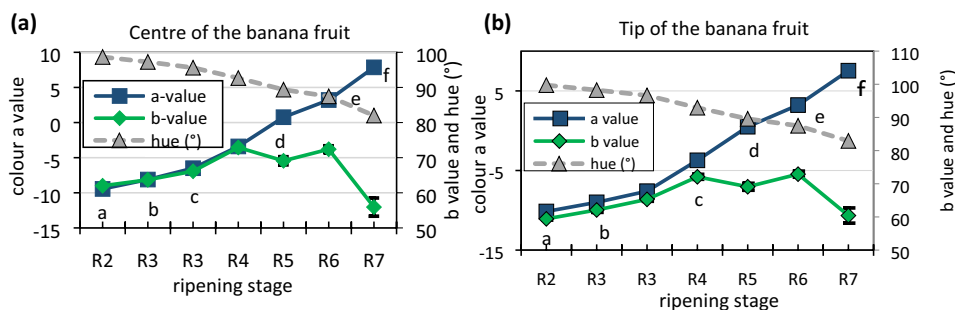 (a)
Centre of the banana fruit
10
5
0
-5
-10
-15
colour a value
a-value
b-value
hue (°)
a
b
c
d
e
f
100
90
80
70
60
50
b value and hue (°)
R2 R3 R3 R4 R5 R6 R7
ripening stage
(b)
Tip of the banana fruit
5
-5
-15
colour a value
a value
b value
hue (°)
a
b
c
d
e
f
110
100
90
80
70
60
50
b value and hue (°)
R2 R3 R3 R4 R5 R6 R7
ripening stage